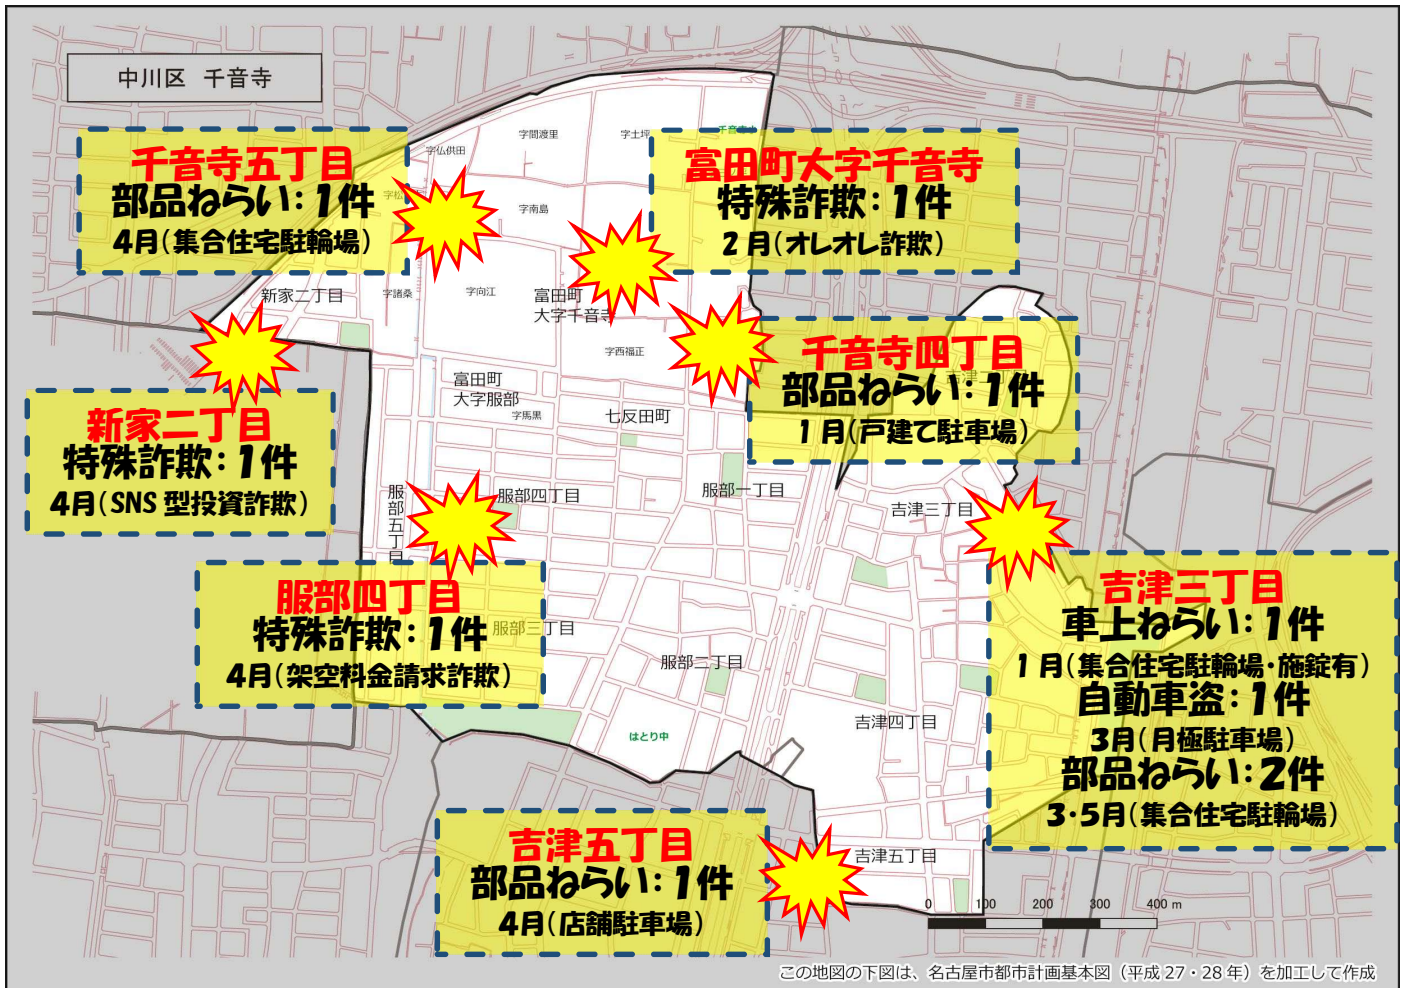 中川区 千音寺
千音寺五丁目
部品ねらい:1件
4月(集合住宅駐輪場)
富田町大字千音寺
特殊詐欺:1件
2月(オレオレ詐欺)
千音寺四丁目
部品ねらい:1件
1月(戸建て駐車場)
新家二丁目
特殊詐欺:1件
4月(SNS型投資詐欺)
服部四丁目
特殊詐欺:1件
4月(架空料金請求詐欺)
吉津三丁目
車上ねらい:1件
1月(集合住宅駐輪場・施錠有)
自動車盗:1件
3月(月極駐車場)
部品ねらい:2件
3・5月(集合住宅駐輪場)
吉津五丁目
部品ねらい:1件
4月(店舗駐車場)
字間渡里
字土坪
字仏供田
字松
字南島
新家二丁目
字諸桑
字向江
富田町
大字千音寺
字西福正
富田町
大字服部
字馬黒
七反田町
服部五丁目
服部四丁目
服部一丁目
吉津三丁目
服部三丁目
服部二丁目
吉津四丁目
はとり中
吉津五丁目
0 100 200 300 400 m
この地図の下図は、名古屋市都市計画基本図(平成27・28年)を加工して作成